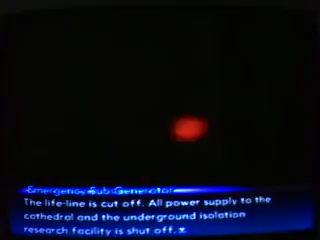 Emergency Sub Generator
The life-line is cut off. All power supply to the
cathedral and the underground isolation
research facility is shut off.